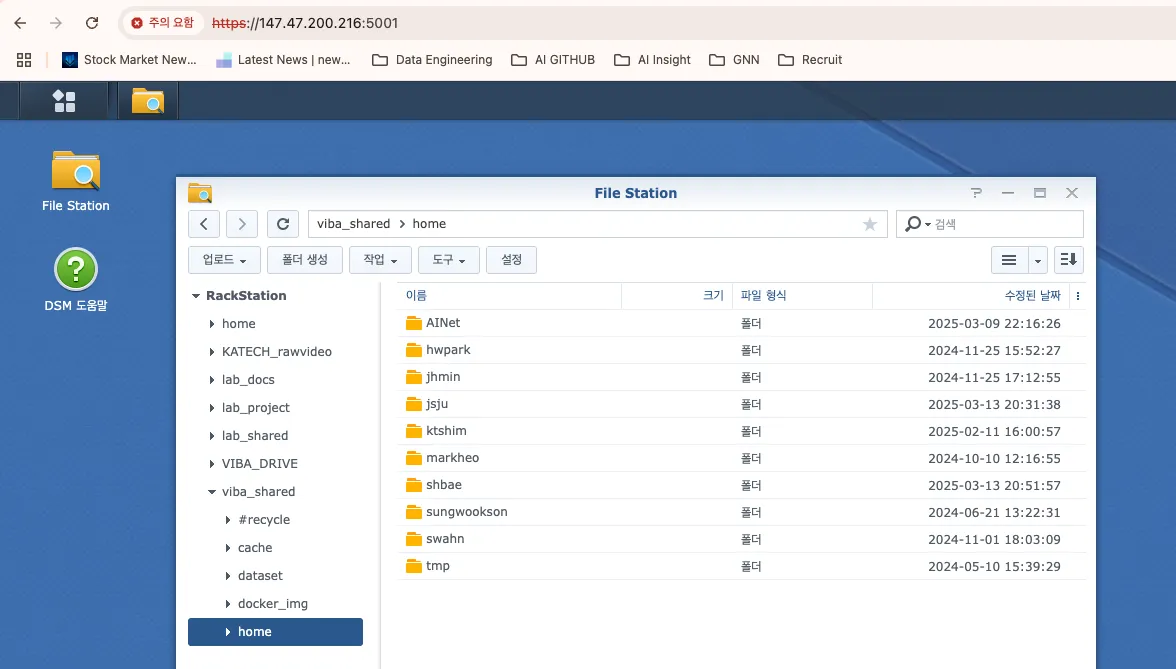 주의 요함 https://147.47.200.216:5001
Stock Market New... Latest News | new... Data Engineering AI GITHUB AI Insight GNN Recruit
File Station
DSM 도움말
File Station
viba_shared home 검색
업로드 폴더 생성 작업 도구 설정
RackStation
home
KATECH_rawvideo
lab_docs
lab_project
lab_shared
VIBA_DRIVE
viba_shared
#recycle
cache
dataset
docker_img
home
이름 크기 파일 형식 수정된 날짜
AINet 폴더 2025-03-09 22:16:26
hwpark 폴더 2024-11-25 15:52:27
jhmin 폴더 2024-11-25 17:12:55
jsju 폴더 2025-03-13 20:31:38
ktshim 폴더 2025-02-11 16:00:57
markheo 폴더 2024-10-10 12:16:55
shbae 폴더 2025-03-13 20:51:57
sungwookson 폴더 2024-06-21 13:22:31
swahn 폴더 2024-11-01 18:03:09
tmp 폴더 2024-05-10 15:39:29